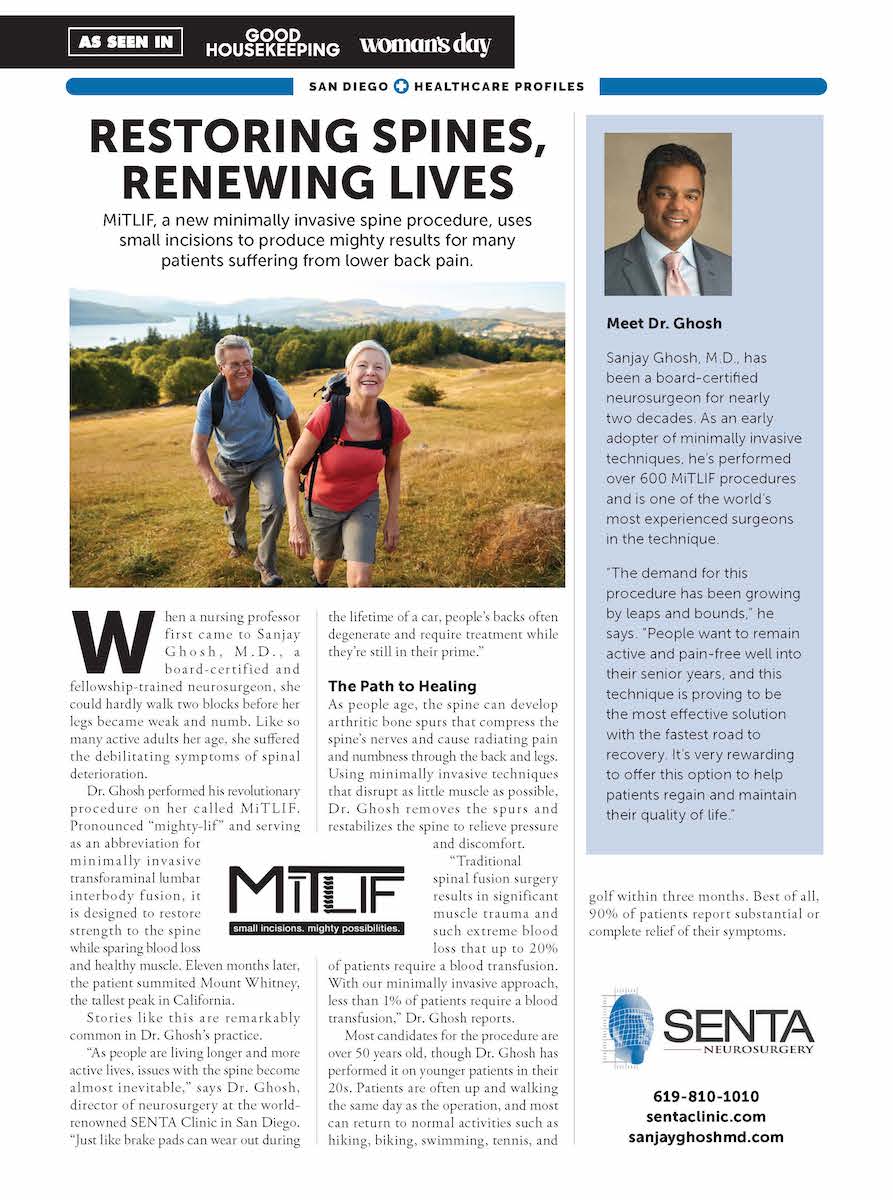 AS SEEN IN
GOOD
HOUSEKEEPING
woman's day
SAN DIEGO HEALTHCARE PROFILES
RESTORING SPINES,
RENEWING LIVES
MiTLIF, a new minimally invasive spine procedure, uses
small incisions to produce mighty results for many
patients suffering from lower back pain.
When a nursing professor
first came to Sanjay
Ghosh, M.D., a
board-certified and
fellowship-trained neurosurgeon, she
could hardly walk two blocks before her
legs became weak and numb. Like so
many active adults her age, she suffered
the debilitating symptoms of spinal
deterioration.
Dr. Ghosh performed his revolutionary
procedure on her called MiTLIF.
Pronounced “mighty-lif” and serving
as an abbreviation for
minimally invasive
transforaminal lumbar
interbody fusion, it
is designed to restore
strength to the spine
while sparing blood loss
and healthy muscle. Eleven months later,
the patient summited Mount Whitney,
the tallest peak in California.
Stories like this are remarkably
common in Dr. Ghosh’s practice.
“As people are living longer and more
active lives, issues with the spine become
almost inevitable,” says Dr. Ghosh,
director of neurosurgery at the world-
renowned SENTA Clinic in San Diego.
“Just like brake pads can wear out during
MiTLIF
small incisions. mighty possibilities.
the lifetime of a car, people’s backs often
degenerate and require treatment while
they’re still in their prime.”
The Path to Healing
As people age, the spine can develop
arthritic bone spurs that compress the
spine’s nerves and cause radiating pain
and numbness through the back and legs.
Using minimally invasive techniques
that disrupt as little muscle as possible,
Dr. Ghosh removes the spurs and
restabilizes the spine to relieve pressure
and discomfort.
“Traditional
spinal fusion surgery
results in significant
muscle trauma and
such extreme blood
loss that up to 20%
of patients require a blood transfusion.
With our minimally invasive approach,
less than 1% of patients require a blood
transfusion,” Dr. Ghosh reports.
Most candidates for the procedure are
over 50 years old, though Dr. Ghosh has
performed it on younger patients in their
20s. Patients are often up and walking
the same day as the operation, and most
can return to normal activities such as
hiking, biking, swimming, tennis, and
golf within three months. Best of all,
90% of patients report substantial or
complete relief of their symptoms.
Meet Dr. Ghosh
Sanjay Ghosh, M.D., has
been a board-certified
neurosurgeon for nearly
two decades. As an early
adopter of minimally invasive
techniques, he’s performed
over 600 MiTLIF procedures
and is one of the world’s
most experienced surgeons
in the technique.
“The demand for this
procedure has been growing
by leaps and bounds,” he
says. “People want to remain
active and pain-free well into
their senior years, and this
technique is proving to be
the most effective solution
with the fastest road to
recovery. It’s very rewarding
to offer this option to help
patients regain and maintain
their quality of life.”
SENTA
NEUROSURGERY
619-810-1010
sentaclinic.com
sanjayghoshmd.com